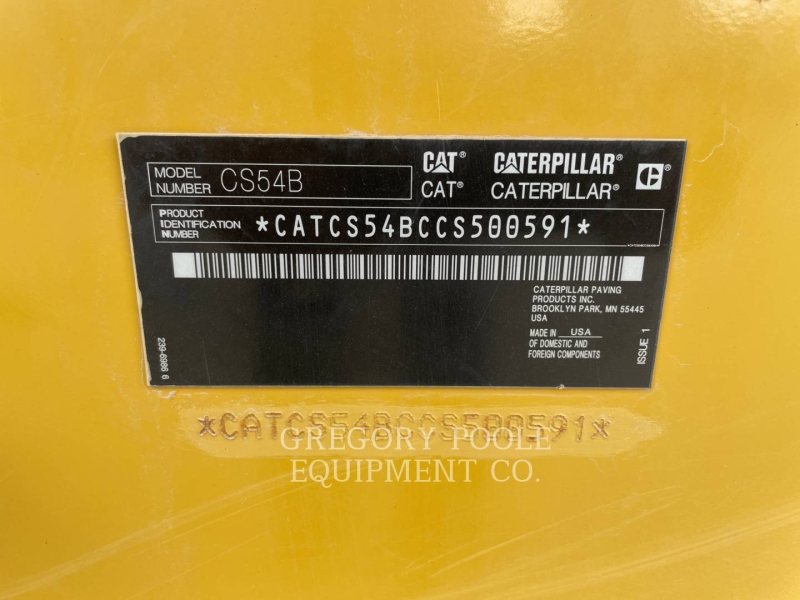 MODEL NUMBER CS54B
CAT® CATERPILLAR®
CAT® CATERPILLAR®
PRODUCT
IDENTIFICATION *CATCS54BCCS500591*
NUMBER
CATERPILLAR PAVING
PRODUCTS INC.
BROOKLYN PARK, MN 55445
USA
MADE IN USA
OF DOMESTIC AND
FOREIGN COMPONENTS
ISSUE 1
239-6986 6
*CATCS54BCCS500591*
GREGORY POOLE
EQUIPMENT CO.